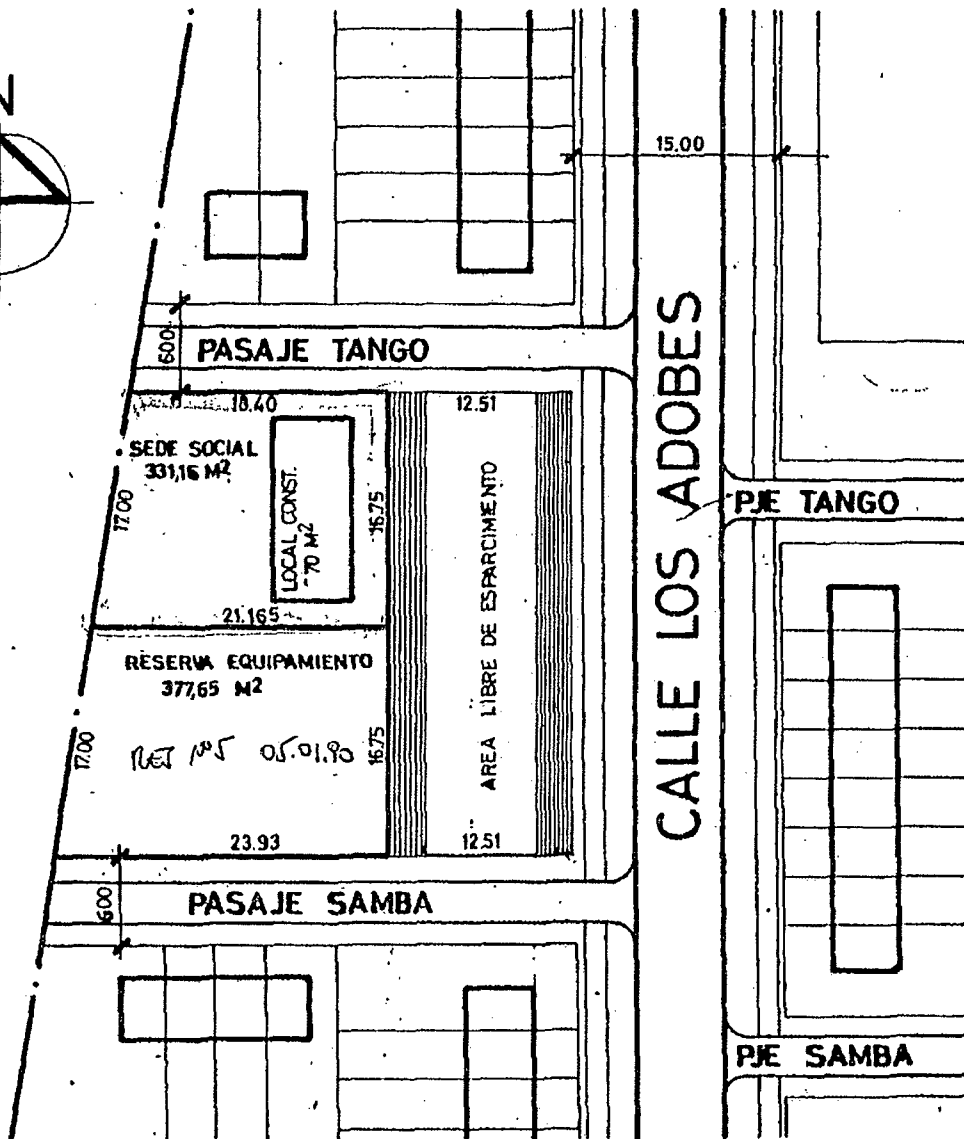 N
15.00
6.00
PASAJE TANGO
18.40
12.51
SEDE SOCIAL
331,16 M2
17.00
LOCAL CONST.
70 M2
16.75
21.165
AREA LIBRE DE ESPARCIMIENTO
CALLE LOS ADOBES
PJE TANGO
RESERVA EQUIPAMIENTO
377,65 M2
17.00
Nº5 05.01.90
16.75
23.93
12.51
6.00
PASAJE SAMBA
PJE SAMBA